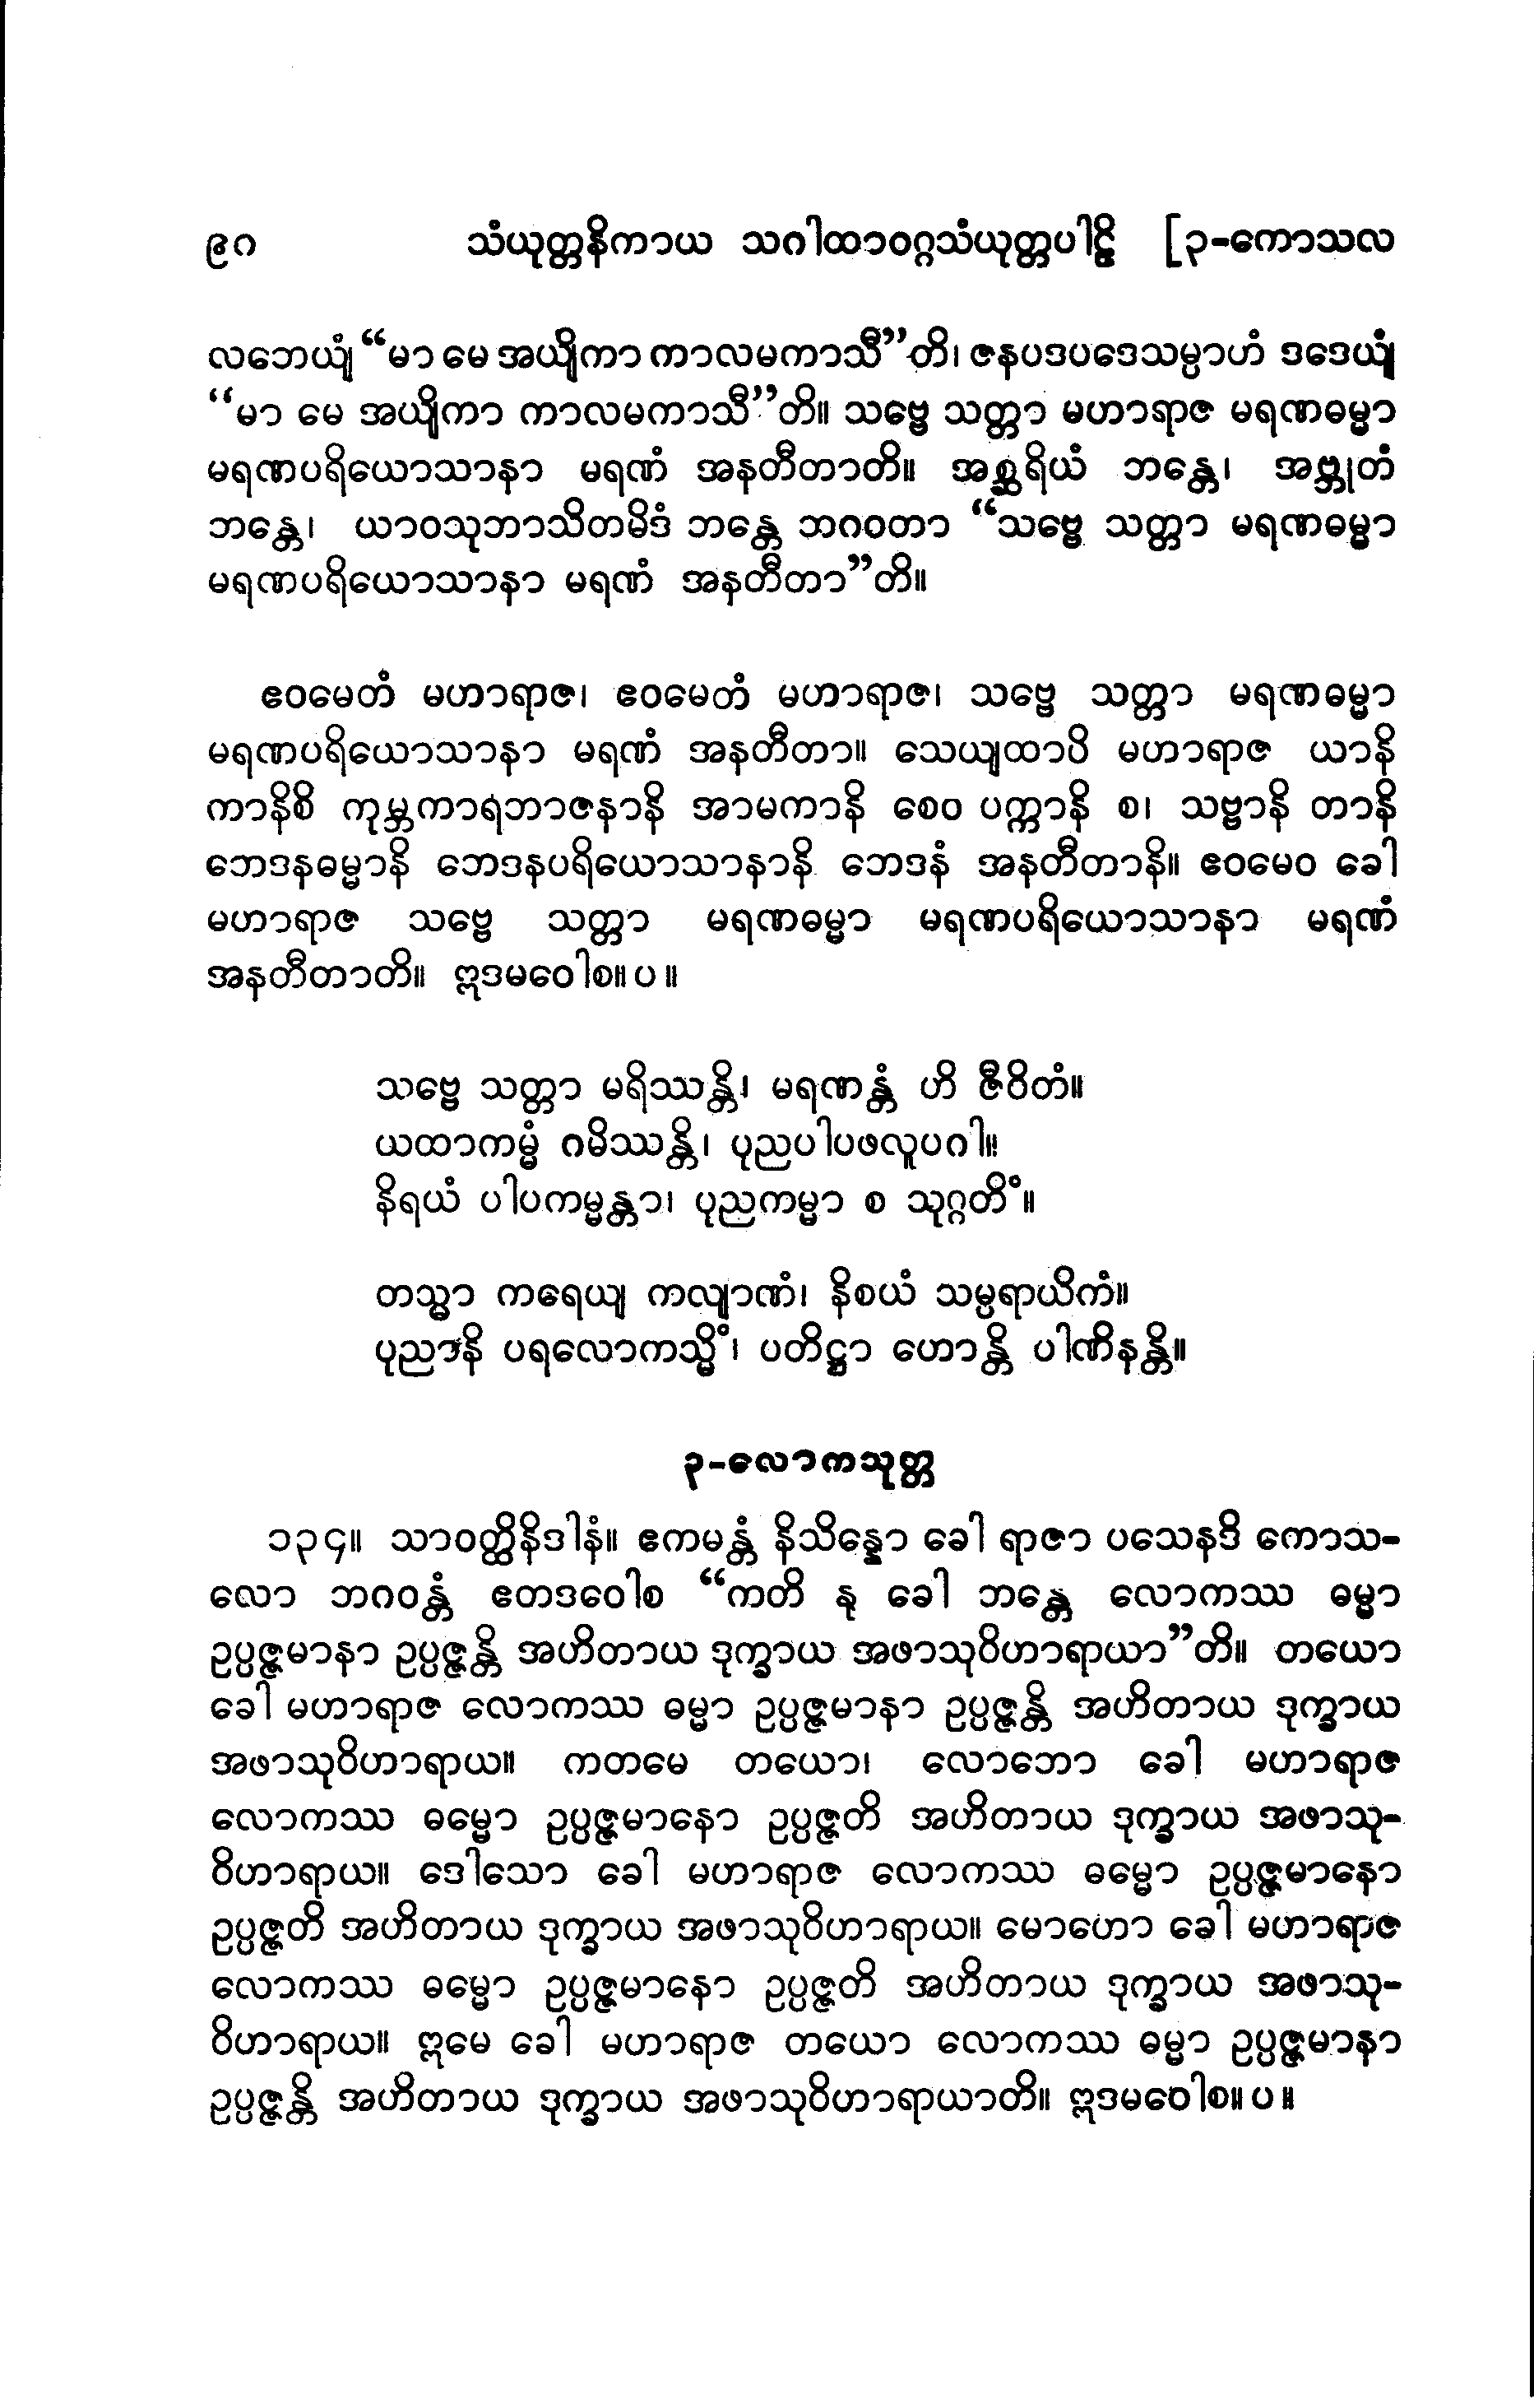 ၉ဂ သံယုတ္တနိကာယ သဂါထာဝဂ္ဂသံယုတ္တပါဠိ [၃-ကောသလ
လဘေယျံ “မာ မေ အယျိကာ ကာလမကာသီ”တိ၊ ဇနပဒပဒေသမ္ပာဟံ ဒဒေယျံ
“မာ မေ အယျိကာ ကာလမကာသီ”တိ။ သဗ္ဗေ သတ္တာ မဟာရာဇ မရဏဓမ္မာ
မရဏပရိယောသာနာ မရဏံ အနတီတာတိ။ အစ္ဆရိယံ ဘန္တေ၊ အဗ္ဘုတံ
ဘန္တေ၊ ယာဝသုဘာသိတမိဒံ ဘန္တေ ဘဂဝတာ “သဗ္ဗေ သတ္တာ မရဏဓမ္မာ
မရဏပရိယောသာနာ မရဏံ အနတီတာ”တိ။
ဧဝမေတံ မဟာရာဇ၊ ဧဝမေတံ မဟာရာဇ၊ သဗ္ဗေ သတ္တာ မရဏဓမ္မာ
မရဏပရိယောသာနာ မရဏံ အနတီတာ။ သေယျထာပိ မဟာရာဇ ယာနိ
ကာနိစိ ကုမ္ဘကာရဘာဇနာနိ အာမကာနိ စေဝ ပက္ကာနိ စ၊ သဗ္ဗာနိ တာနိ
ဘေဒနဓမ္မာနိ ဘေဒနပရိယောသာနာနိ ဘေဒနံ အနတီတာနိ။ ဧဝမေဝ ခေါ
မဟာရာဇ သဗ္ဗေ သတ္တာ မရဏဓမ္မာ မရဏပရိယောသာနာ မရဏံ
အနတီတာတိ။ ဣဒမဝေါစ။ပ။
သဗ္ဗေ သတ္တာ မရိဿန္တိ၊ မရဏန္တံ ဟိ ဇီဝိတံ။
ယထာကမ္မံ ဂမိဿန္တိ၊ ပုညပါပဖလူပဂါ။
နိရယံ ပါပကမ္မန္တာ၊ ပုညကမ္မာ စ သုဂ္ဂတိံ။
တသ္မာ ကရေယျ ကလျာဏံ၊ နိစယံ သမ္ပရာယိကံ။
ပုညာနိ ပရလောကသ္မိံ၊ ပတိဋ္ဌာ ဟောန္တိ ပါဏိနန္တိ။
၃-လောကသုတ္တ
၁၃၄။ သာဝတ္ထိနိဒါနံ။ ဧကမန္တံ နိသိန္နော ခေါ ရာဇာ ပသေနဒိ ကောသ-
လော ဘဂဝန္တံ ဧတဒဝေါစ “ကတိ နု ခေါ ဘန္တေ လောကဿ ဓမ္မာ
ဥပ္ပဇ္ဇမာနာ ဥပ္ပဇ္ဇန္တိ အဟိတာယ ဒုက္ခာယ အဖာသုဝိဟာရာယာ”တိ။ တယော
ခေါ မဟာရာဇ လောကဿ ဓမ္မာ ဥပ္ပဇ္ဇမာနာ ဥပ္ပဇ္ဇန္တိ အဟိတာယ ဒုက္ခာယ
အဖာသုဝိဟာရာယ။ ကတမေ တယော၊ လောဘော ခေါ မဟာရာဇ
လောကဿ ဓမ္မော ဥပ္ပဇ္ဇမာနော ဥပ္ပဇ္ဇတိ အဟိတာယ ဒုက္ခာယ အဖာသု-
ဝိဟာရာယ။ ဒေါသော ခေါ မဟာရာဇ လောကဿ ဓမ္မော ဥပ္ပဇ္ဇမာနော
ဥပ္ပဇ္ဇတိ အဟိတာယ ဒုက္ခာယ အဖာသုဝိဟာရာယ။ မောဟော ခေါ မဟာရာဇ
လောကဿ ဓမ္မော ဥပ္ပဇ္ဇမာနော ဥပ္ပဇ္ဇတိ အဟိတာယ ဒုက္ခာယ အဖာသု-
ဝိဟာရာယ။ ဣမေ ခေါ မဟာရာဇ တယော လောကဿ ဓမ္မာ ဥပ္ပဇ္ဇမာနာ
ဥပ္ပဇ္ဇန္တိ အဟိတာယ ဒုက္ခာယ အဖာသုဝိဟာရာယာတိ။ ဣဒမဝေါစ။ပ။